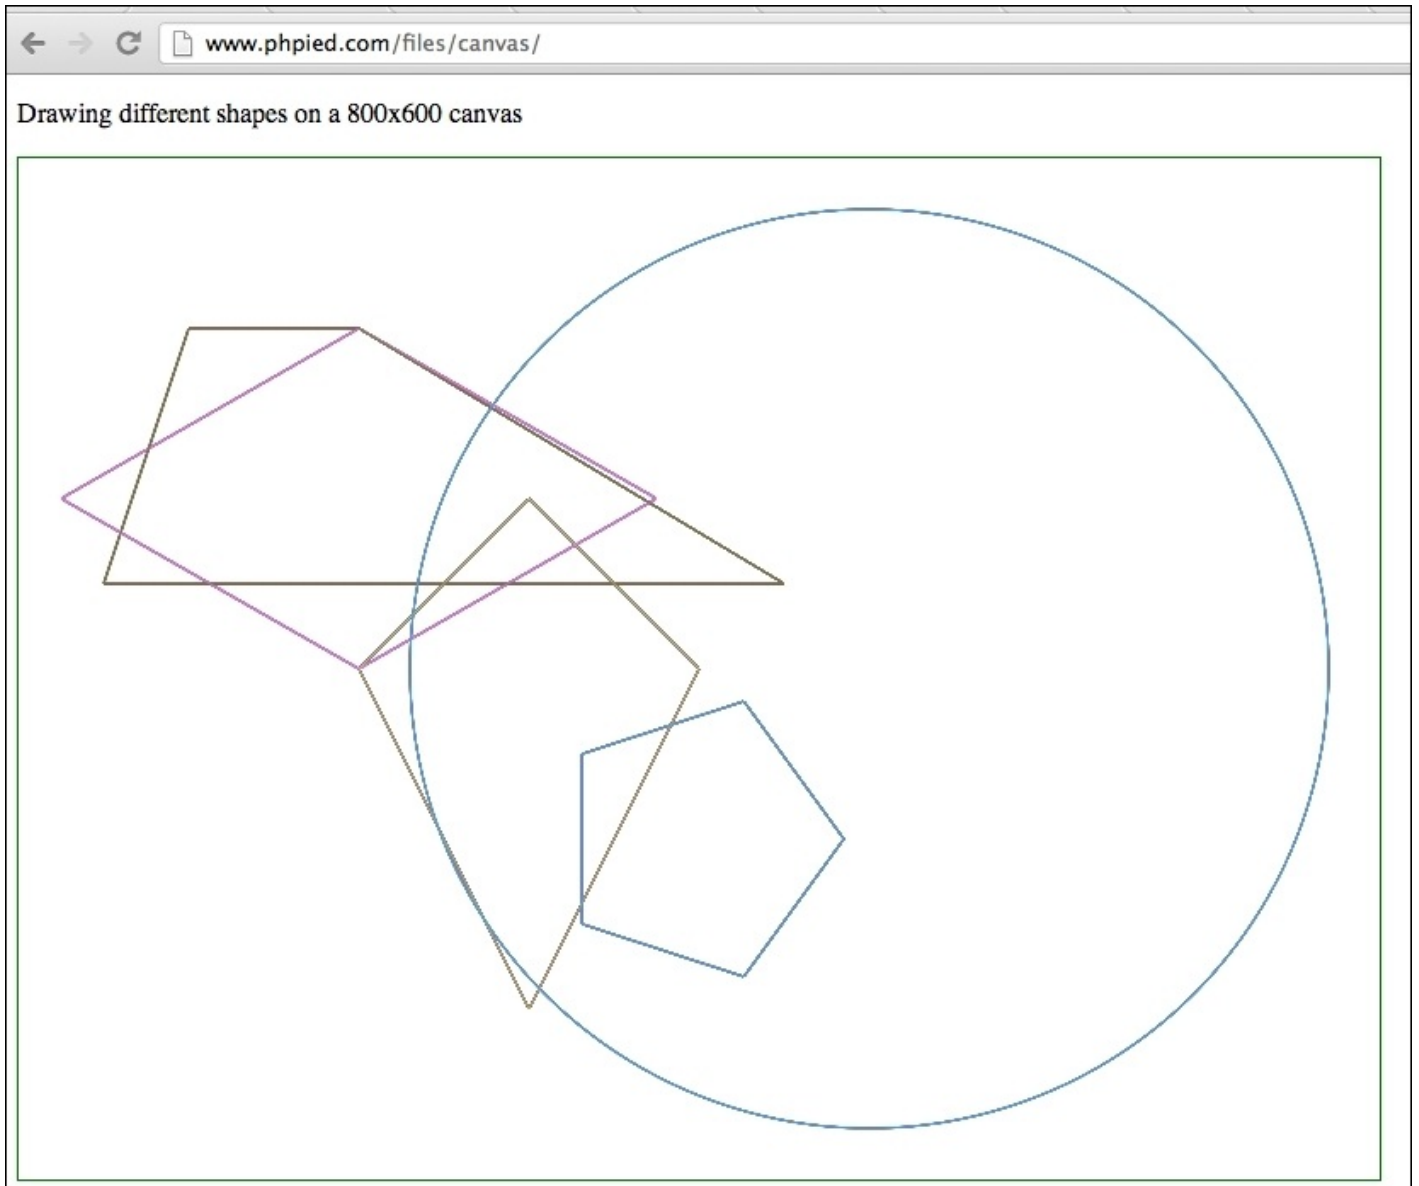 www.phpied.com/files/canvas/
Drawing different shapes on a 800x600 canvas